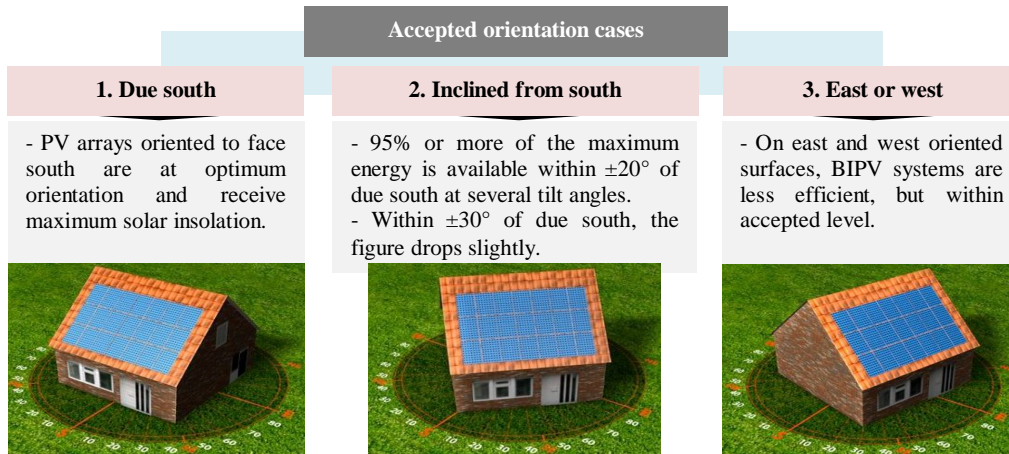 Accepted orientation cases
1. Due south
- PV arrays oriented to face
south are at optimum
orientation and receive
maximum solar insolation.
2. Inclined from south
- 95% or more of the maximum
energy is available within ±20° of
due south at several tilt angles.
- Within ±30° of due south, the
figure drops slightly.
3. East or west
- On east and west oriented
surfaces, BIPV systems are
less efficient, but within
accepted level.